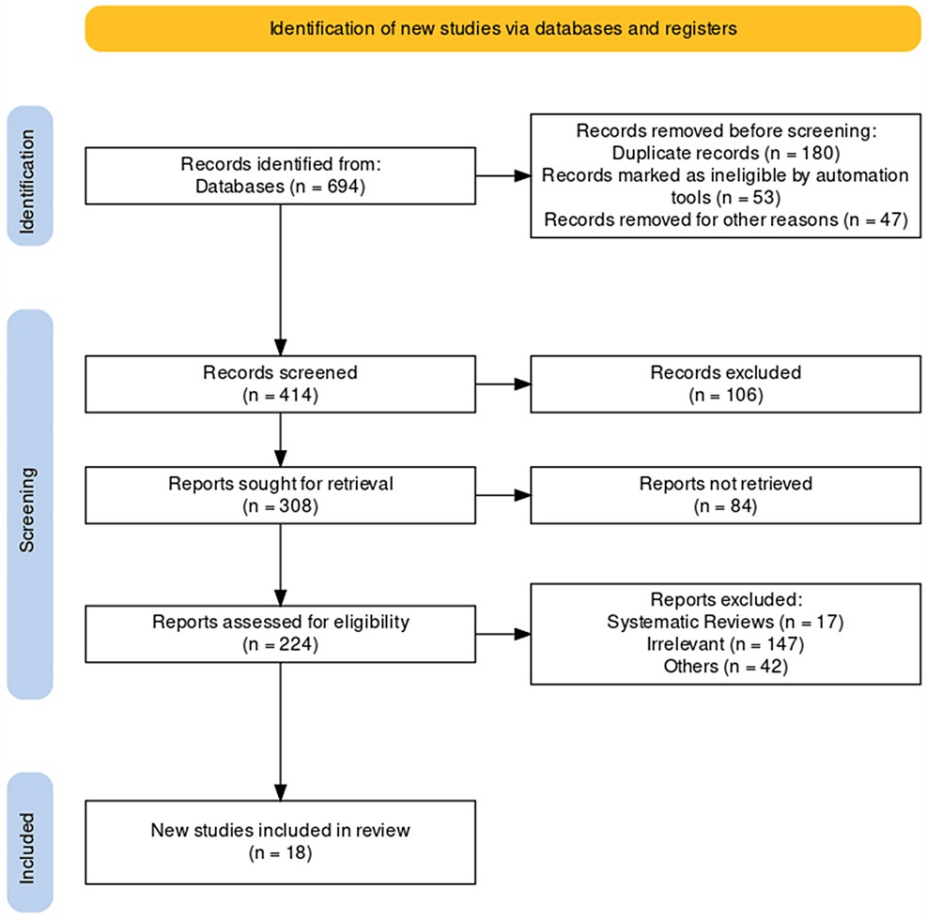 Identification of new studies via databases and registers
Identification
Records identified from:
Databases (n = 694)
Records removed before screening:
Duplicate records (n = 180)
Records marked as ineligible by automation
tools (n = 53)
Records removed for other reasons (n = 47)
Screening
Records screened
(n = 414)
Records excluded
(n = 106)
Reports sought for retrieval
(n = 308)
Reports not retrieved
(n = 84)
Reports assessed for eligibility
(n = 224)
Reports excluded:
Systematic Reviews (n = 17)
Irrelevant (n = 147)
Others (n = 42)
Included
New studies included in review
(n = 18)